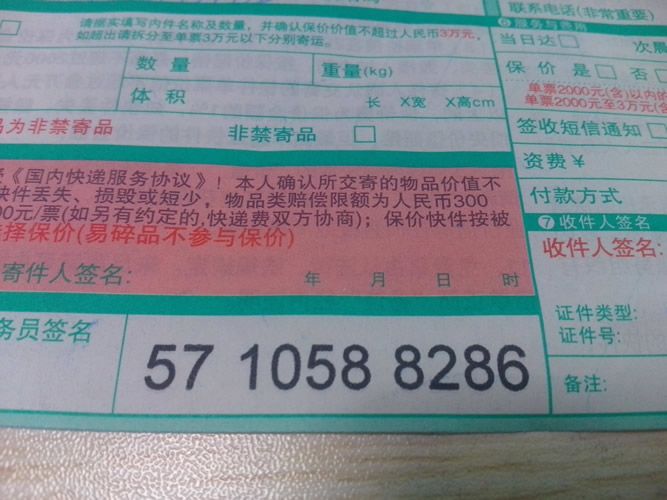 请据实填写内件名称及数量，并确认保价价值不超过人民币3万元，
如超出请拆分至单票3万元以下分别寄运。
数量
重量(kg)
体积
长 X宽 X高cm
品为非禁寄品
非禁寄品
《国内快递服务协议》！本人确认所交寄的物品价值不
快件丢失、损毁或短少，物品类赔偿限额为人民币300
00元/票(如另有约定的,快递费双方协商)；保价快件按被
选择保价(易碎品不参与保价)
寄件人签名:
年 月 日 时
务员签名
57 1058 8286
联系电话(非常重要)
当日达
次晨
保价 是 否
单票2000元(含)以内的
单票2000元至3万元(含
签收短信通知
资费￥
付款方式
7 收件人签名
收件人签名:
证件类型:
证件号:
备注: